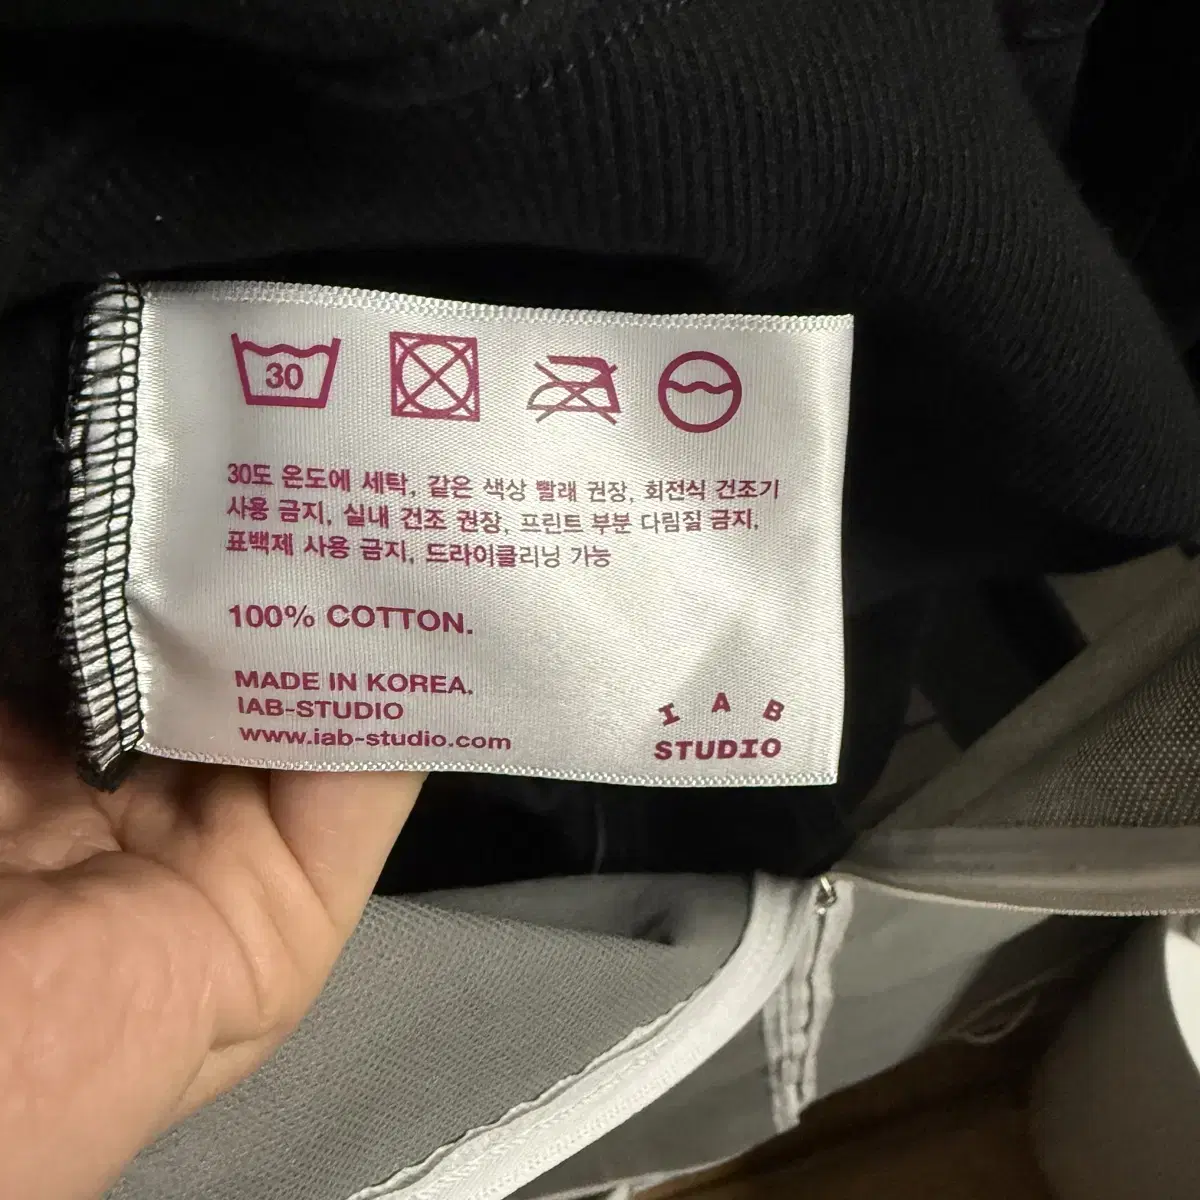 30
30도 온도에 세탁, 같은 색상 빨래 권장, 회전식 건조기
사용 금지, 실내 건조 권장, 프린트 부분 다림질 금지,
표백제 사용 금지, 드라이클리닝 가능
100% COTTON.
MADE IN KOREA.
IAB-STUDIO
www.iab-studio.com
I A B
STUDIO